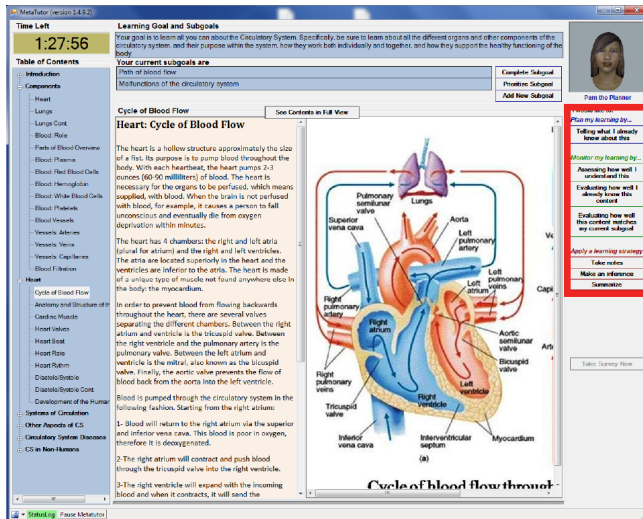 MetaTutor (version 1.4.9.2)
Time Left
1:27:56
Table of Contents
Introduction
Components
Heart
Lungs
Lungs Cont.
Blood: Role
Parts of Blood Overview
Blood: Plasma
Blood: Red Blood Cells
Blood: Hemoglobin
Blood: White Blood Cells
Blood: Platelets
Blood Vessels
Vessels: Arteries
Vessels: Veins
Vessels: Capillaries
Blood Filtration
Heart
Cycle of Blood Flow
Anatomy and Structure of th
Cardiac Muscle
Heart Valves
Heart Beat
Heart Rate
Heart Rythm
Diastole/Systole
Diastole/Systole Cont.
Development of the Human
Systems of Circulation
Other Aspects of CS
Circulatory System Diseases
CS in Non-Humans
Learning Goal and Subgoals
Your goal is to learn all you can about the Circulatory System. Specifically, be sure to learn about all the different organs and other components of the
circulatory system, and their purpose within the system, how they work both individually and together, and how they support the healthy functioning of the
body
Your current subgoals are
Path of blood flow
Malfunctions of the circulatory system
Complete Subgoal
Prioritize Subgoal
Add New Subgoal
Cycle of Blood Flow
See Contents in Full View
Heart: Cycle of Blood Flow
The heart is a hollow structure approximately the size
of a fist. Its purpose is to pump blood throughout the
body. With each heartbeat, the heart pumps 2-3
ounces (60-90 milliliters) of blood. The heart is
necessary for the organs to be perfused, which means
supplied, with blood. When the brain is not perfused
with blood, for example, it causes a person to fall
unconscious and eventually die from oxygen
deprivation within minutes.
The heart has 4 chambers: the right and left atria
(plural for atrium) and the right and left ventricles.
The atria are located superiorly in the heart and the
ventricles are inferior to the atria. The heart is made
of a unique type of muscle not found anywhere else in
the body: the myocardium.
In order to prevent blood from flowing backwards
throughout the heart, there are several valves
separating the different chambers. Between the right
atrium and ventricle is the tricuspid valve. Between
the right ventricle and the pulmonary artery is the
pulmonary valve. Between the left atrium and
ventricle is the mitral, also known as the bicuspid
valve. Finally, the aortic valve prevents the flow of
blood back from the aorta into the left ventricle.
Blood is pumped through the circulatory system in the
following fashion. Starting from the right atrium:
1- Blood will return to the right atrium via the superior
and inferior vena cava. This blood is poor in oxygen,
therefore it is deoxygenated.
2-The right atrium will contract and push blood
through the tricuspid valve into the right ventricle.
3-The right ventricle will expand with the incoming
blood and when it contracts, it will send the
Lungs
Pulmonary
semilunar
valve
Superior
vena cava
Aorta
Left
pulmonary
artery
Left
atrium
Left
pulmonary
veins
Right
pulmonary
artery
Right
atrium
Aortic
semilunar
valve
Bicuspid
valve
Right
pulmonary
veins
Left
ventricle
Tricuspid
valve
Right
ventricle
Inferior
vena cava
Interventricular
septum
Myocardium
(a)
Ve
Capi
Arte
Cycle of blood flow through
Pam the Planner
Plan my learning by...
Telling what I already
know about this
Monitor my learning by...
Assessing how well I
understand this
Evaluating how well I
already know this
content
Evaluating how well
this content matches
my current subgoal
Apply a learning strategy
Take notes
Make an inference
Summarize
Take Survey Now
StatusLog
Pause Metatutor